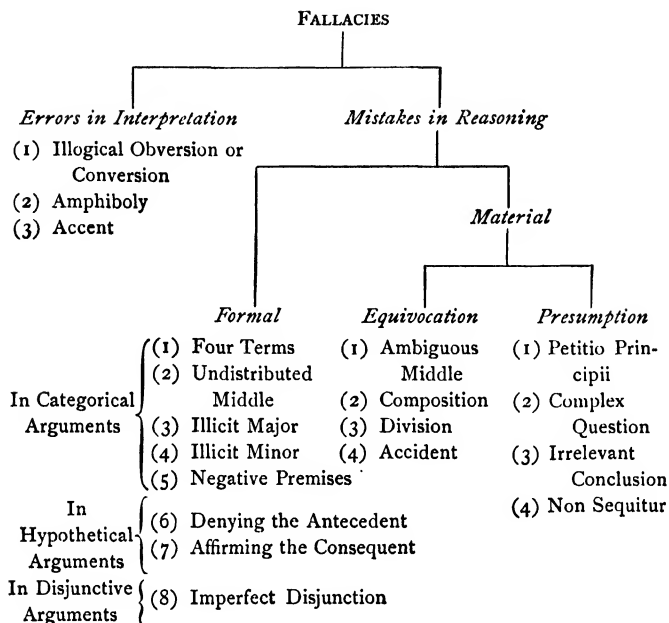 FALLACIES
Errors in Interpretation
(1) Illogical Obversion or
Conversion
(2) Amphiboly
(3) Accent
Mistakes in Reasoning
Material
Formal
In Categorical
Arguments
(1) Four Terms
(2) Undistributed
Middle
(3) Illicit Major
(4) Illicit Minor
(5) Negative Premises
In
Hypothetical
Arguments
(6) Denying the Antecedent
(7) Affirming the Consequent
In Disjunctive
Arguments
(8) Imperfect Disjunction
Equivocation
(1) Ambiguous
Middle
(2) Composition
(3) Division
(4) Accident
Presumption
(1) Petitio Prin-
cipii
(2) Complex
Question
(3) Irrelevant
Conclusion
(4) Non Sequitur